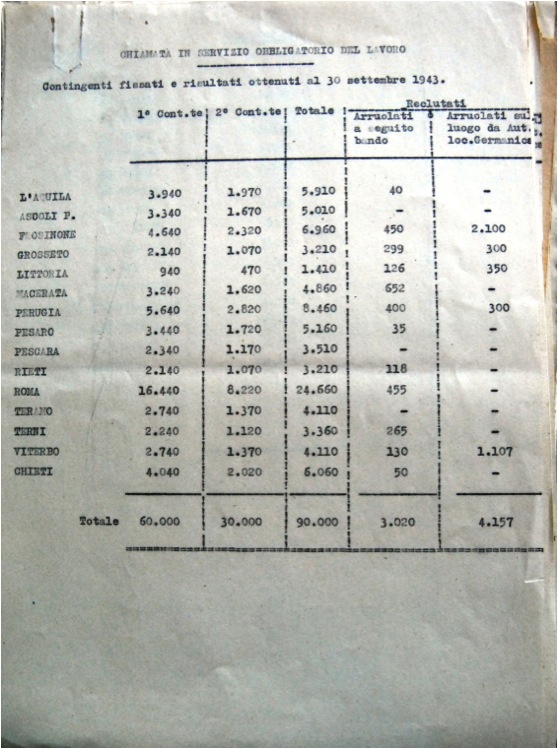 CHIAMATA IN SERVIZIO OBBLIGATORIO DEL LAVORO
Contingenti fissati e risultati ottenuti al 30 settembre 1943.
Reclutati
1° Cont.te 2° Cont.te Totale Arruolati a seguito bando Arruolati sul luogo da Aut. loc.Germanica
L'AQUILA 3.940 1.970 5.910 40 -
ASCOLI P. 3.340 1.670 5.010 - -
FROSINONE 4.640 2.320 6.960 450 2.100
GROSSETO 2.140 1.070 3.210 299 300
LITTORIA 940 470 1.410 126 350
MACERATA 3.240 1.620 4.860 652 -
PERUGIA 5.640 2.820 8.460 400 300
PESARO 3.440 1.720 5.160 35 -
PESCARA 2.340 1.170 3.510 - -
RIETI 2.140 1.070 3.210 118 -
ROMA 16.440 8.220 24.660 455 -
TERAMO 2.740 1.370 4.110 - -
TERNI 2.240 1.120 3.360 265 -
VITERBO 2.740 1.370 4.110 130 1.107
CHIETI 4.040 2.020 6.060 50 -
Totale 60.000 30.000 90.000 3.020 4.157